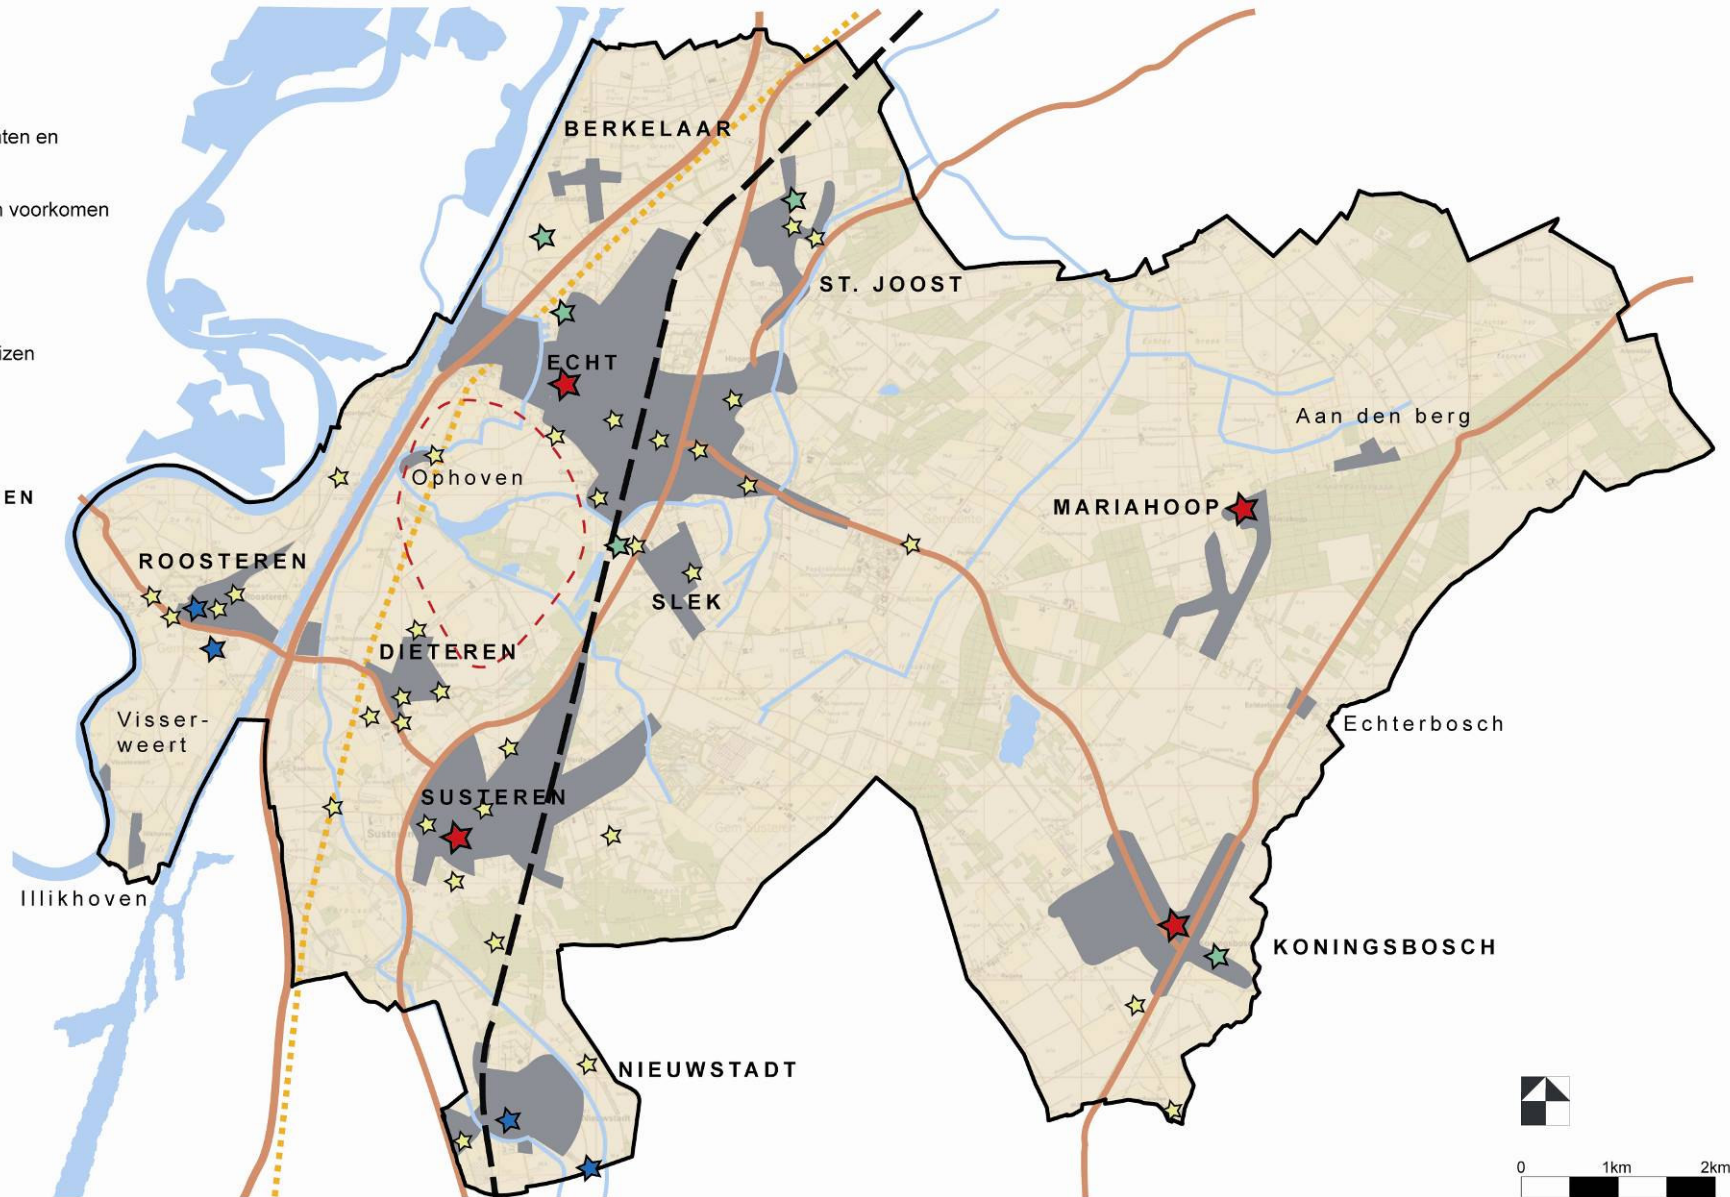 ten en
BERKELAAR
voorkomen
izen
ST. JOOST
ECHT
Aan den berg
Ophoven
EN
MARIAHOOP
ROOSTEREN
SLEK
DIETEREN
Visser-
weert
Echterbosch
SUSTEREN
Illikhoven
KONINGSBOSCH
NIEUWSTADT
0 1km 2km